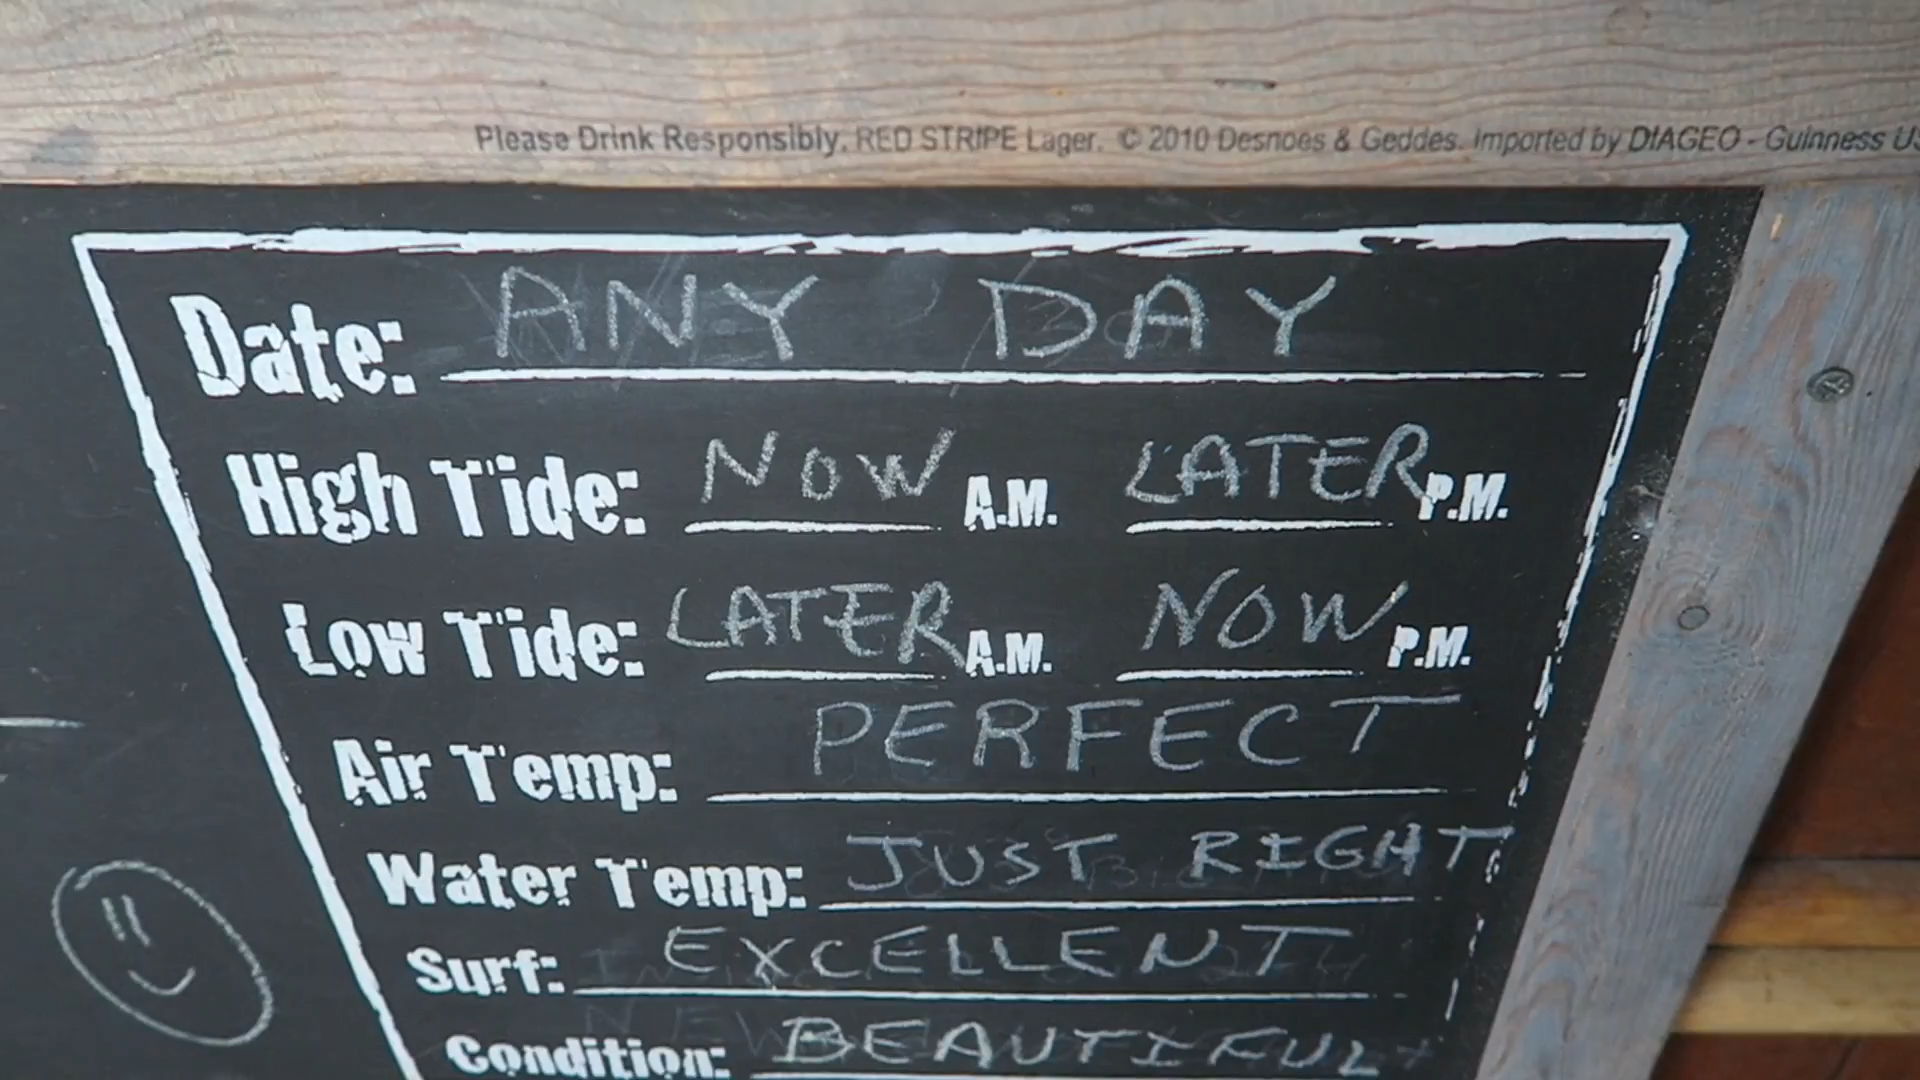 Please Drink Responsibly. RED STRIPE Lager. © 2010 Desnoes & Geddes. Imported by DIAGEO - Guinness
Date: ANY DAY
High Tide: NOW A.M. LATER P.M.
Low Tide: LATER A.M. NOW P.M.
Air Temp: PERFECT
Water Temp: JUST RIGHT
Surf: EXCELLENT
Condition: BEAUTIFUL